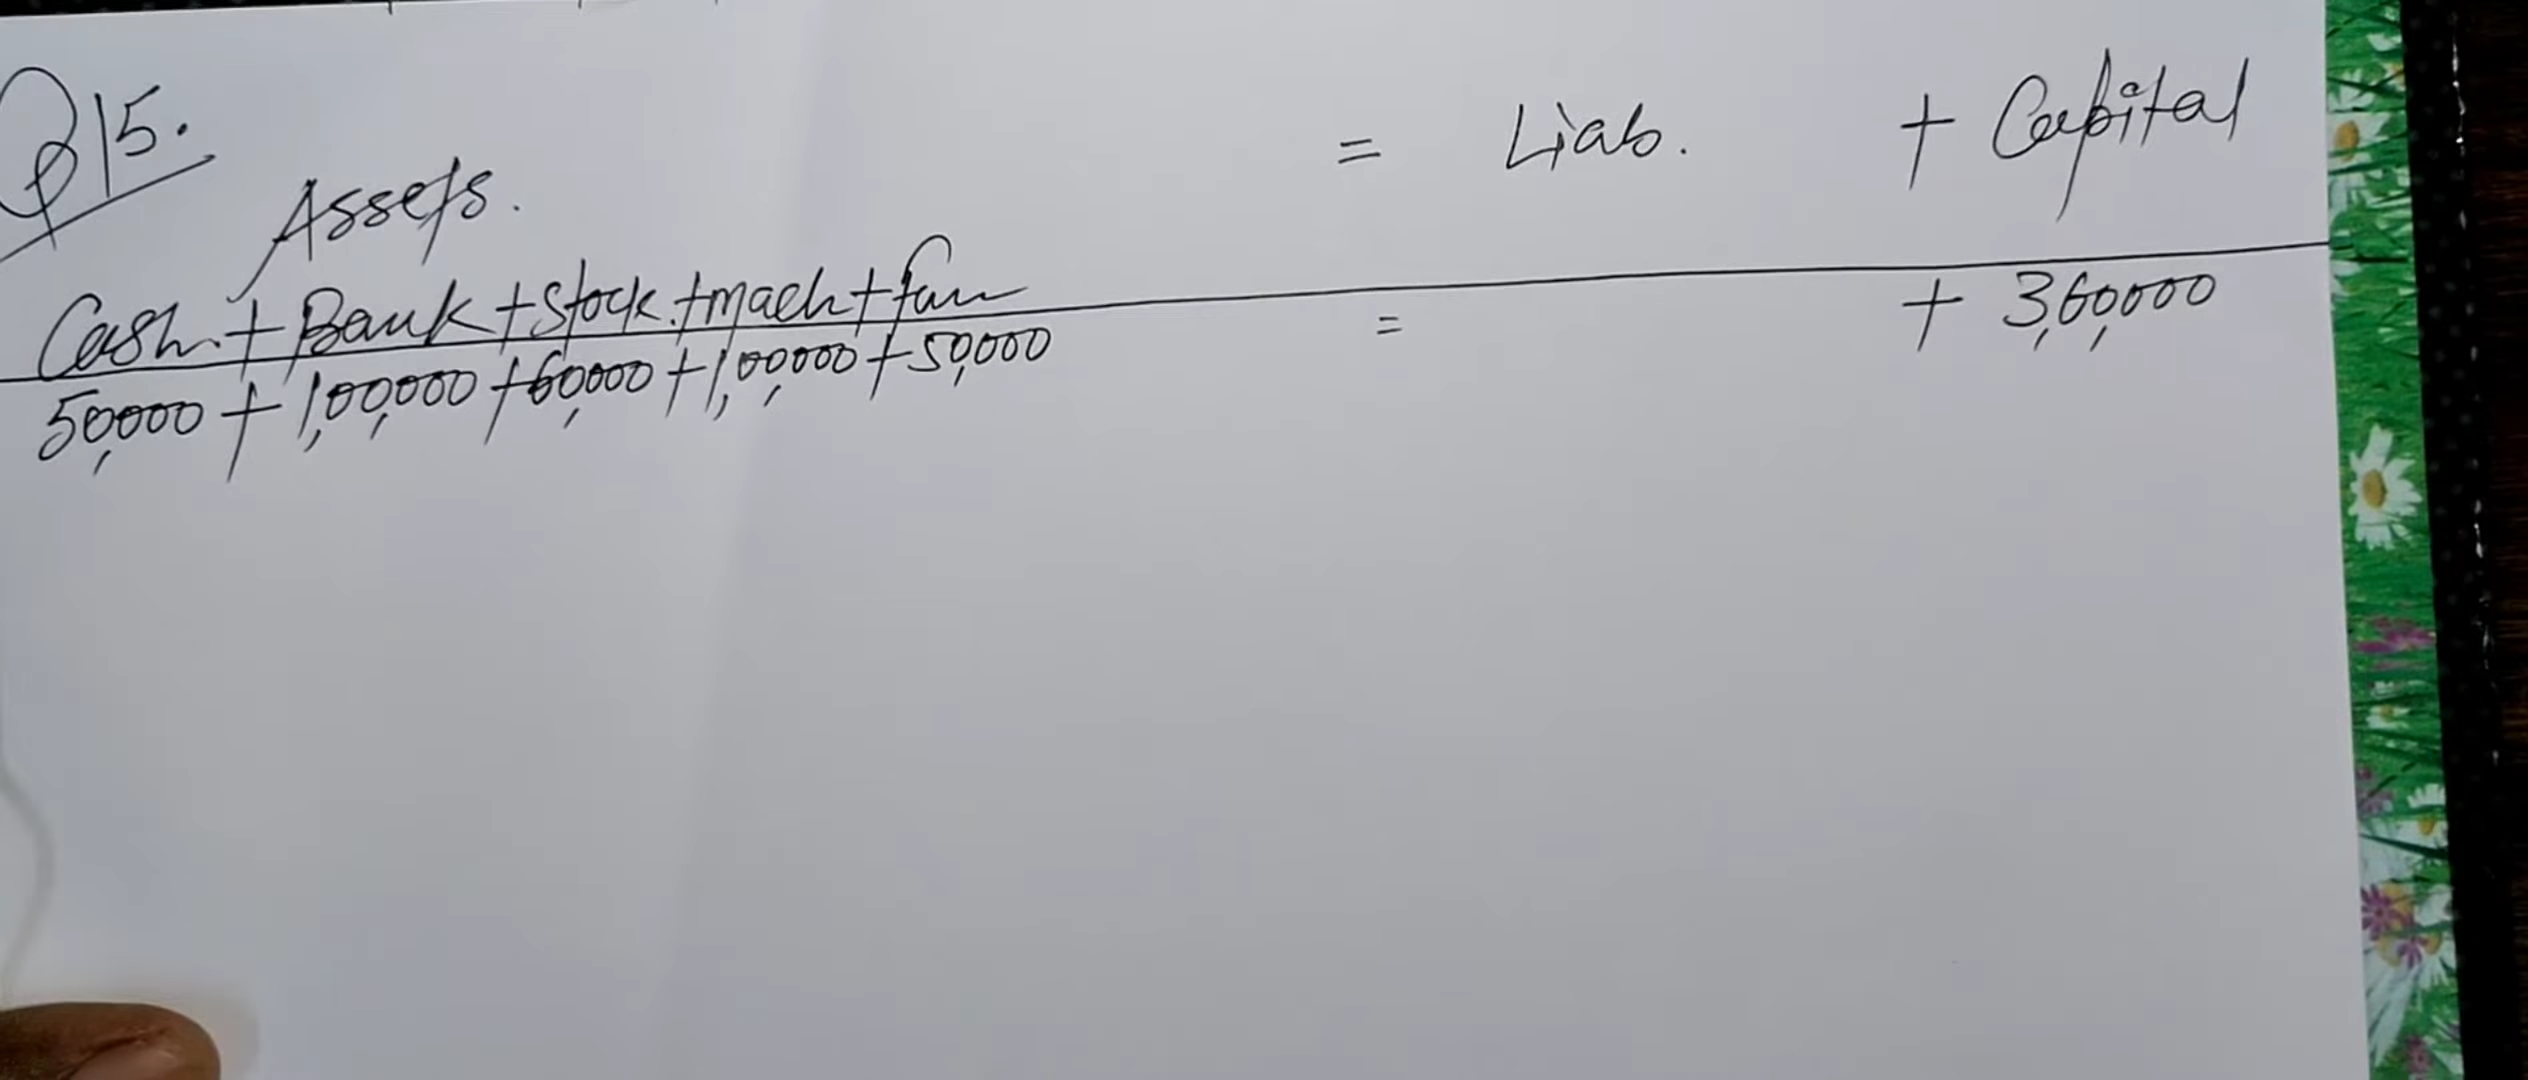 Q15.
Assets. = Liab. + Capital
Cash + Bank + Stock + mach + fur
50,000 + 1,00,000 + 60,000 + 1,00,000 + 50,000 = + 3,60,000